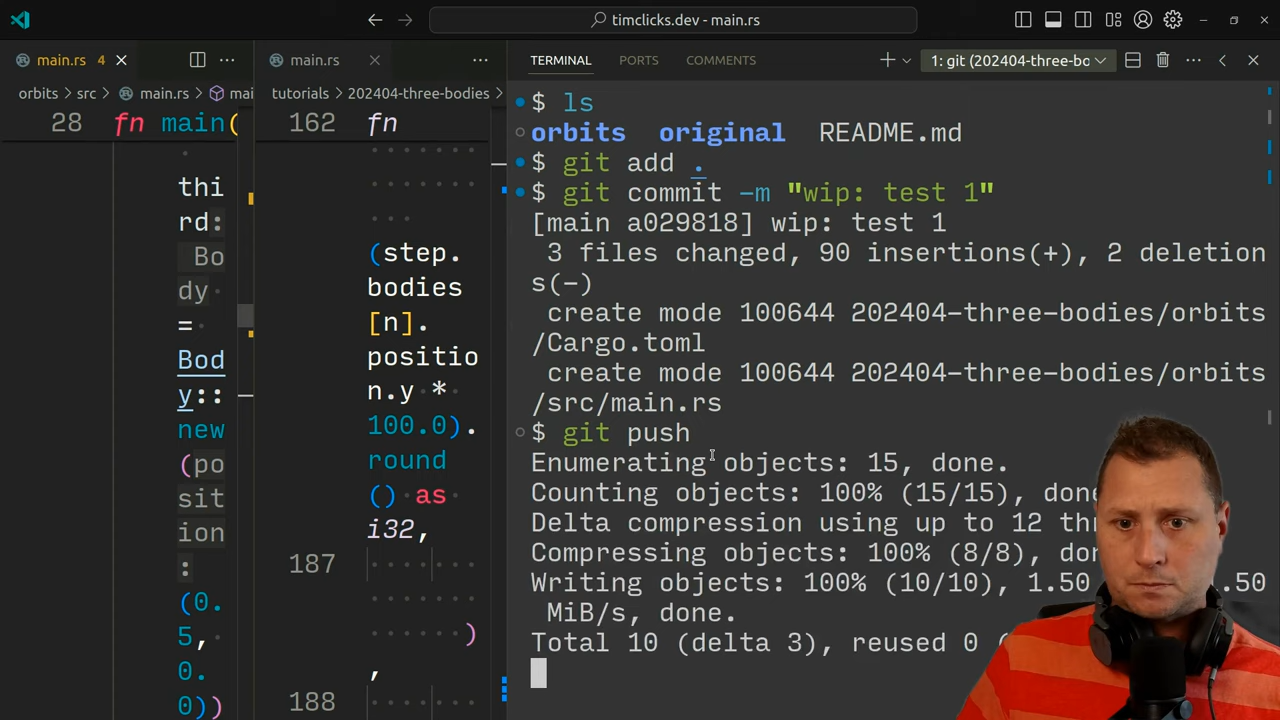 timclicks.dev - main.rs
main.rs 4
main.rs
TERMINAL PORTS COMMENTS
1: git (202404-three-bo
orbits > src > main.rs > mai
tutorials > 202404-three-bodies >
28 fn main(
thi
rd:
Bo
dy
=
Bod
y::
new
(po
sit
ion
:
(0.
5,
0.
0))
162 fn
(step.
bodies
[n].
positio
n.y *
100.0).
round
() as
i32,
187
)
,
188
$ ls
orbits original README.md
$ git add .
$ git commit -m "wip: test 1"
[main a029818] wip: test 1
3 files changed, 90 insertions(+), 2 deletion
s(-)
create mode 100644 202404-three-bodies/orbits
/Cargo.toml
create mode 100644 202404-three-bodies/orbits
/src/main.rs
$ git push
Enumerating objects: 15, done.
Counting objects: 100% (15/15), done
Delta compression using up to 12 thr
Compressing objects: 100% (8/8), don
Writing objects: 100% (10/10), 1.50 .50
MiB/s, done.
Total 10 (delta 3), reused 0 (